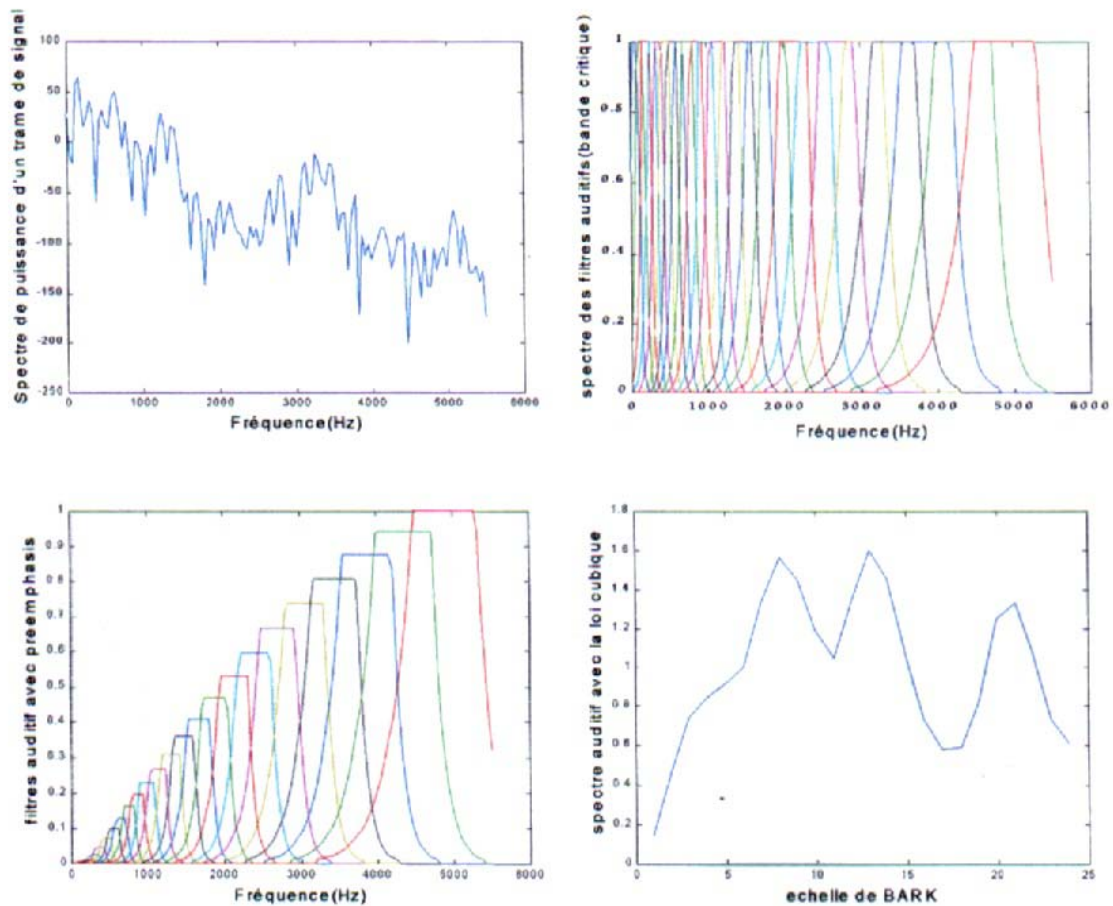 Spectre de puissance d'un trame de signal
100
50
0
-50
-100
-150
-200
-250
0 1000 2000 3000 4000 5000 6000
Fréquence(Hz)
spectre des filtres auditifs(bande critique)
1
0.8
0.6
0.4
0.2
0
0 1000 2000 3000 4000 5000 6000
Fréquence(Hz)
filtres auditif avec preemphasis
1
0.9
0.8
0.7
0.6
0.5
0.4
0.3
0.2
0.1
0
0 1000 2000 3000 4000 5000 6000
Fréquence(Hz)
spectre auditif avec la loi cubique
1.8
1.6
1.4
1.2
1
0.8
0.6
0.4
0.2
0
0 5 10 15 20 25
echelle de BARK